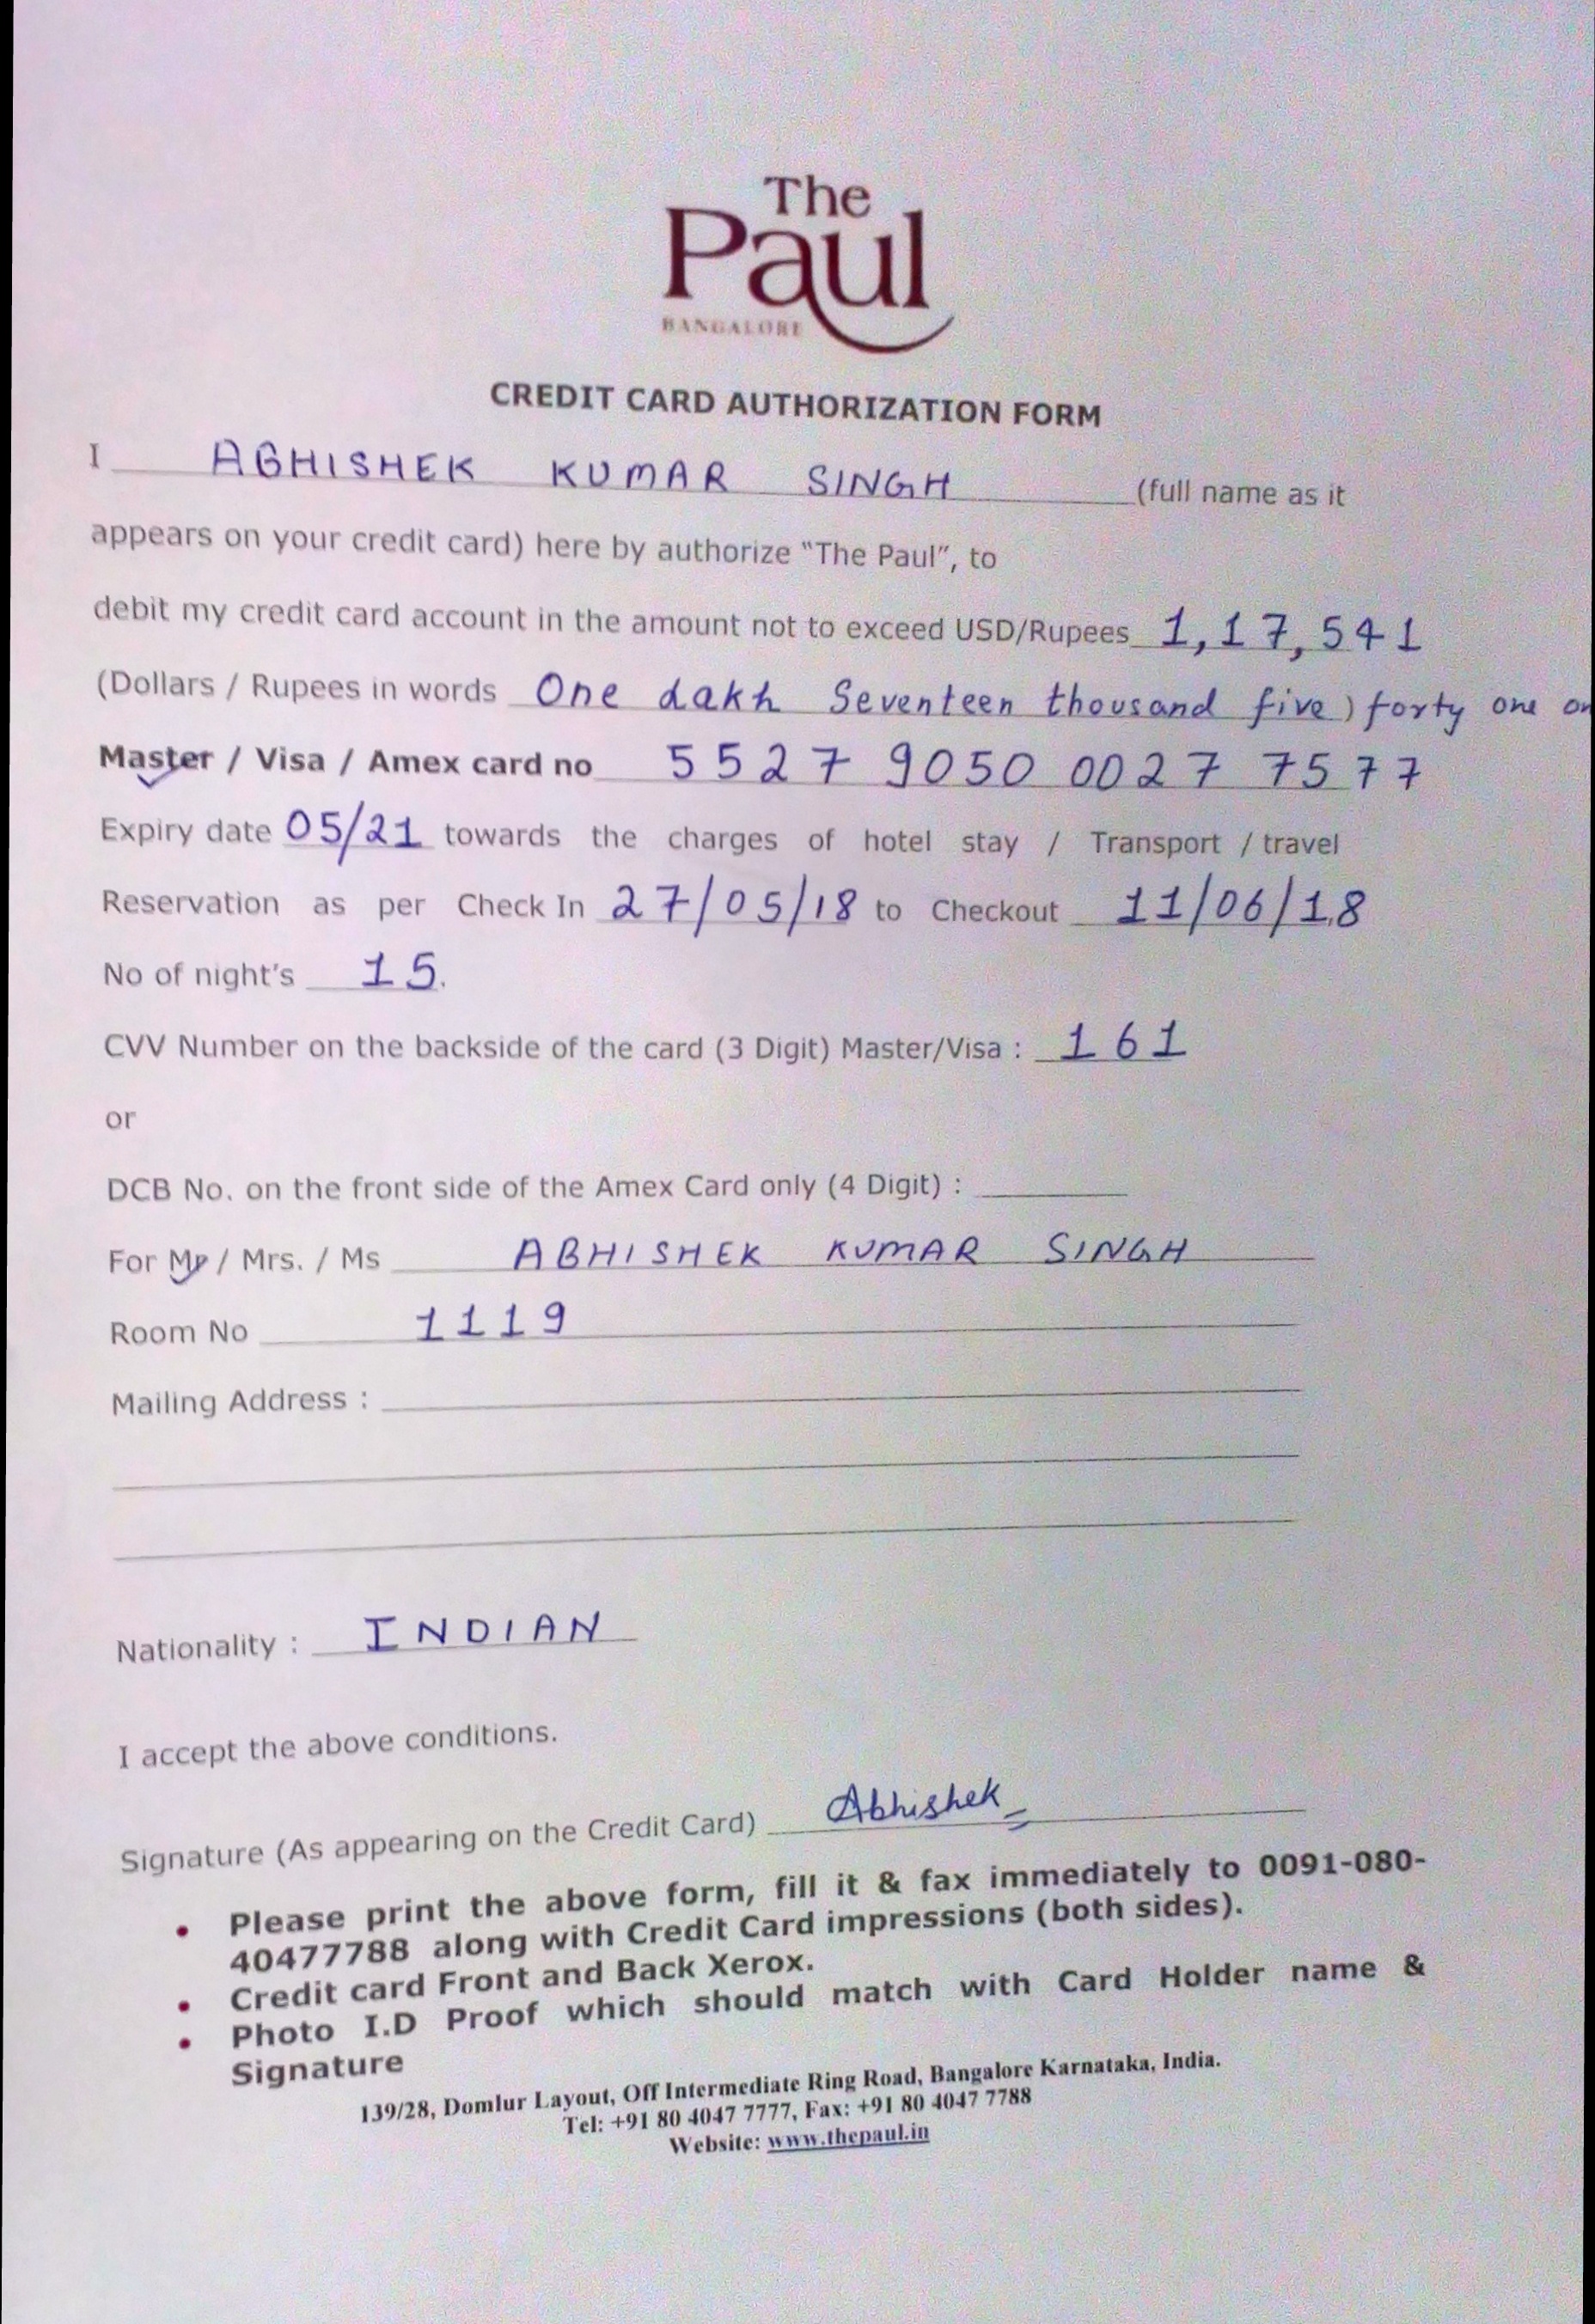 The
Paul
BANGALORE
CREDIT CARD AUTHORIZATION FORM
I ABHISHEK KUMAR SINGH (full name as it
appears on your credit card) here by authorize “The Paul”, to
debit my credit card account in the amount not to exceed USD/Rupees 1,17,541
(Dollars / Rupees in words One Lakh Seventeen thousand five) forty one
Master / Visa / Amex card no 5527 9050 0027 7577
Expiry date 05/21 towards the charges of hotel stay / Transport / travel
Reservation as per Check In 27/05/18 to Checkout 11/06/18
No of night’s 15.
CVV Number on the backside of the card (3 Digit) Master/Visa : 161
or
DCB No. on the front side of the Amex Card only (4 Digit) :
For Mr / Mrs. / Ms ABHISHEK KUMAR SINGH
Room No 1119
Mailing Address :
Nationality : INDIAN
I accept the above conditions.
Signature (As appearing on the Credit Card) Abhishek
• Please print the above form, fill it & fax immediately to 0091-080-
40477788 along with Credit Card impressions (both sides).
• Credit card Front and Back Xerox.
• Photo I.D Proof which should match with Card Holder name &
Signature
139/28, Domlur Layout, Off Intermediate Ring Road, Bangalore Karnataka, India.
Tel: +91 80 4047 7777, Fax: +91 80 4047 7788
Website: www.thepaul.in